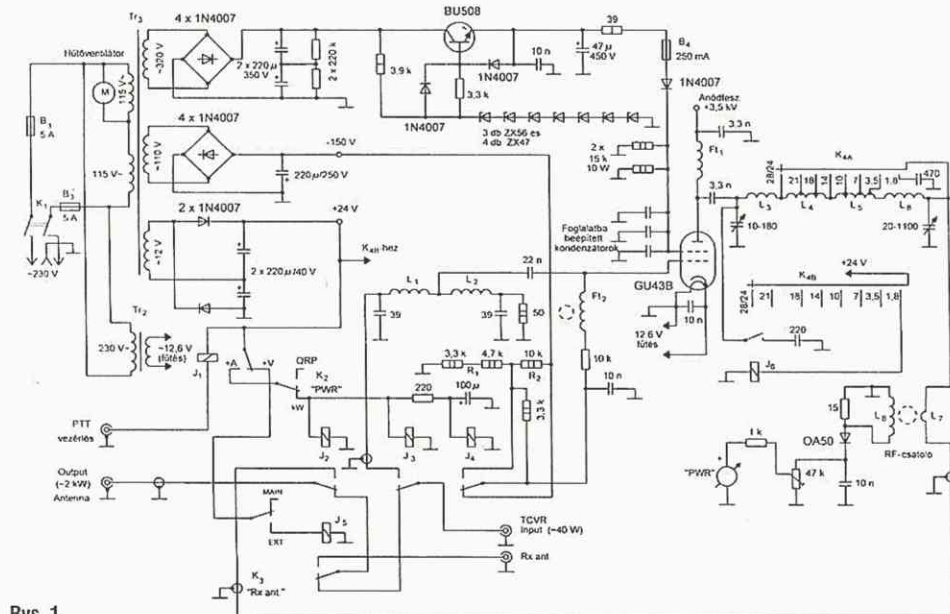 Tr₃
4 x 1N4007
~320 V
2 x 220 µ
350 V
2 x 220 k
BU508
3,9 k
1N4007
1N4007
3,3 k
10 n
47 µ
450 V
39
B₄
250 mA
1N4007
3 db ZX56 es
4 db ZX47
Hűtőventilátor
M
115 V~
115 V~
5 A
5 A
K₁
~230 V
4 x 1N4007
~110 V
220 µ/250 V
-150 V
2 x 1N4007
~12 V
2 x 220 µ/40 V
+24 V
K₄B-hez
Tr₂
230 V~
~12,6 V
(fűtés)
J₁
+A
+V
QRP
K₂
"PWR"
kW
J₂
J₃
J₄
220
100 µ
PTT
vezérlés
Output
(~2 kW)
Antenna
MAIN
EXT
J₅
K₃
"Rx ant."
TCVR
Input (~40 W)
Rx ant
L₁
L₂
39
39
50
22 n
3,3 k
4,7 k
10 k
R₁
R₂
3,3 k
Ft₂
10 k
10 n
2 x
15 k
10 W
Foglalatba
beépített
kondenzátorok
Anódfesz.
+3,5 kV
3,3 n
Ft₁
3,3 n
GU43B
10 n
12,6 V
fűtés
K₄A
28/24
21
18
14
10
7
3,5
1,8
470
L₃
L₄
L₅
L₆
10-180
20-1100
+24 V
K₄B
28/24
21
18
14
10
7
3,5
1,8
220
J₆
15
L₈
L₇
OA50
RF-csatoló
1 k
"PWR"
47 k
10 n
Rys. 1